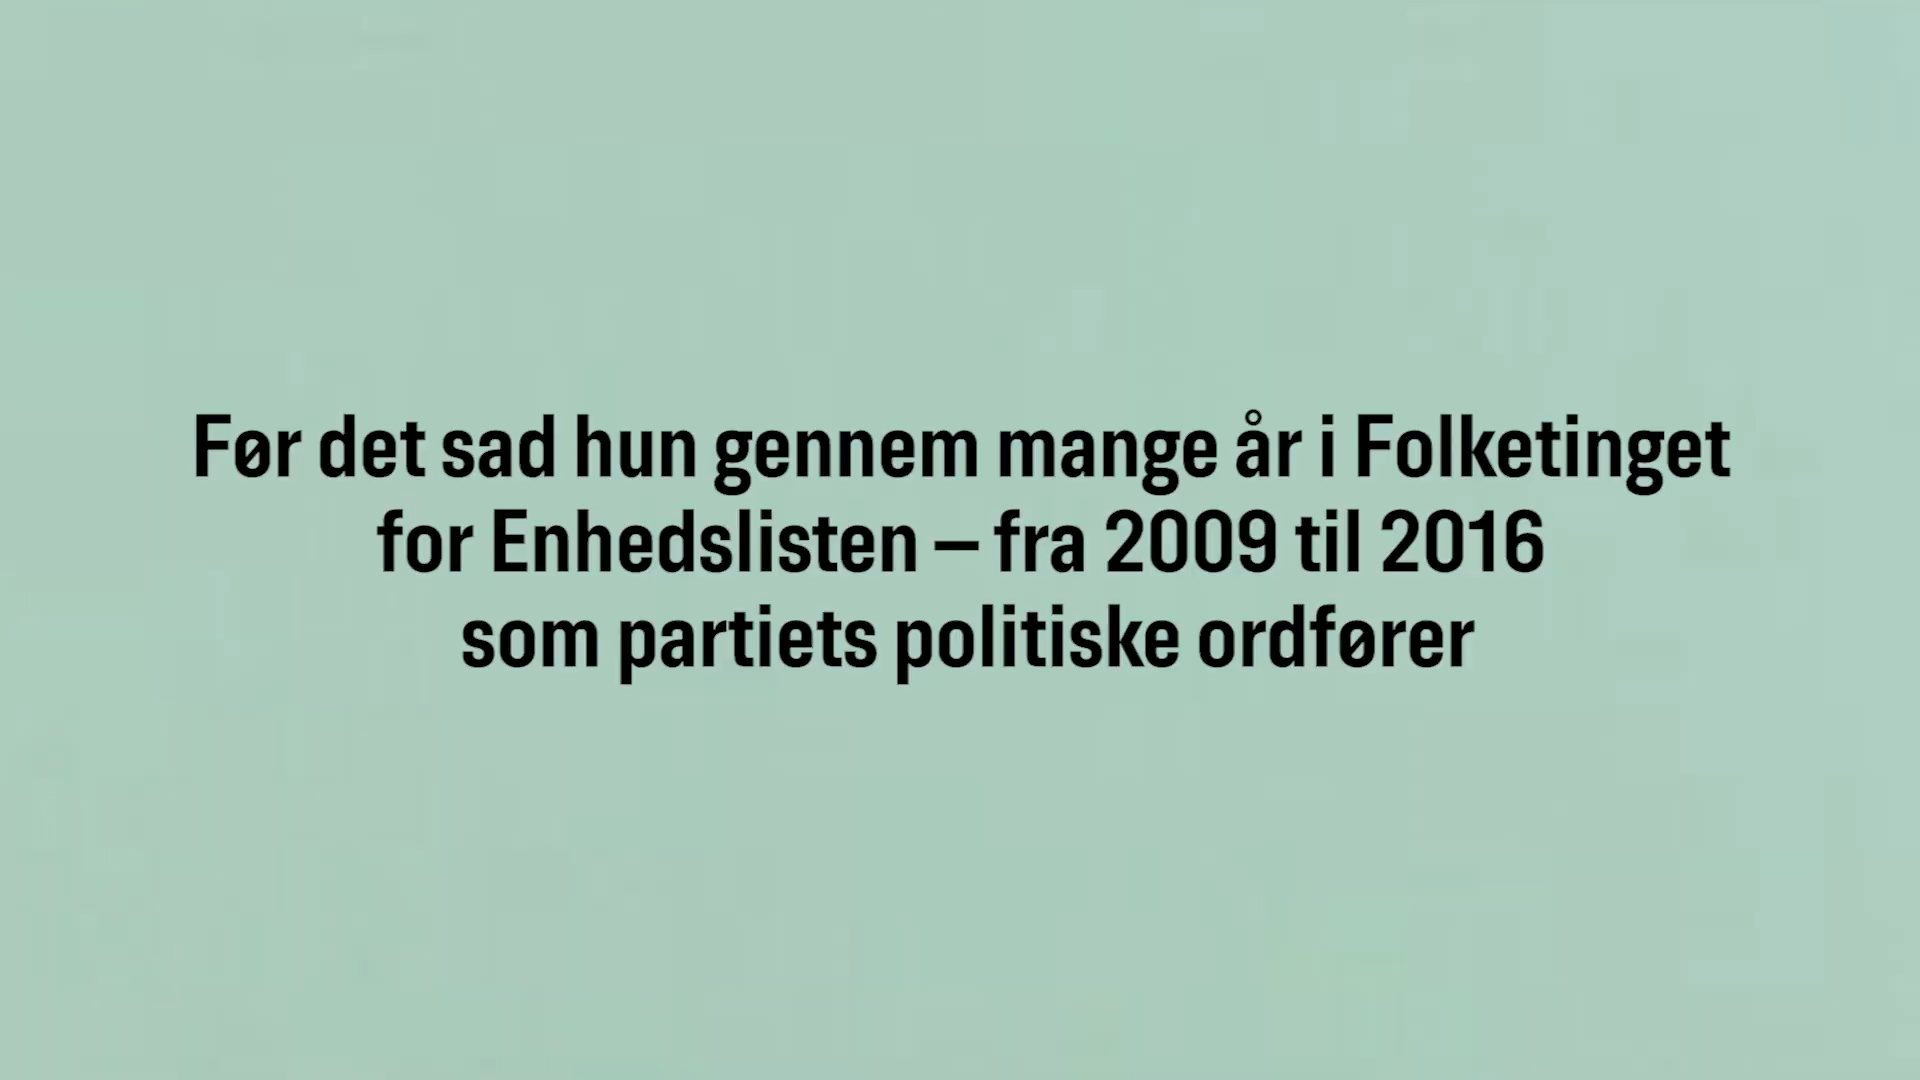 Før det sad hun gennem mange år i Folketinget
for Enhedslisten – fra 2009 til 2016
som partiets politiske ordfører